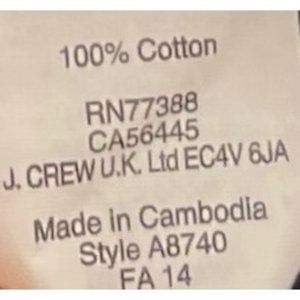 100% Cotton
RN77388
CA56445
J. CREW U.K. Ltd EC4V 6JA
Made in Cambodia
Style A8740
FA 14